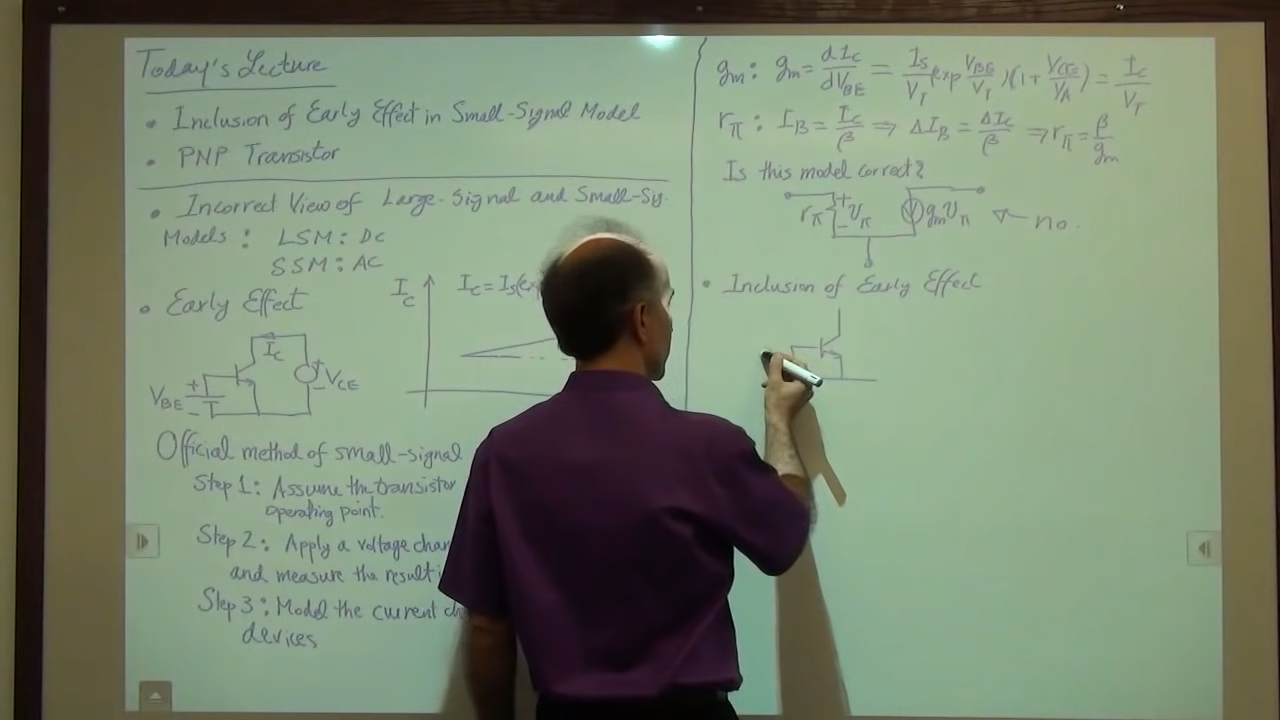 Today's Lecture
• Inclusion of Early Effect in Small-Signal Model
• PNP Transistor
• Incorrect View of Large-Signal and Small-Sig.
Models: LSM: DC
SSM: AC
• Early Effect
I_C
I_C = I_S(ex
I_C
V_BE + -
+ - V_CE
Official method of small-signal
Step 1: Assume the transistor
operating point.
Step 2: Apply a voltage chan
and measure the resulti
Step 3: Model the current ch
devices
g_m: g_m = dI_C/dV_BE = I_S/V_T (exp V_BE/V_T)(1 + V_CE/V_A) = I_C/V_T
r_π: I_B = I_C/β ⇒ ΔI_B = ΔI_C/β ⇒ r_π = β/g_m
Is this model correct?
r_π + - v_π g_m v_π ← no.
• Inclusion of Early Effect